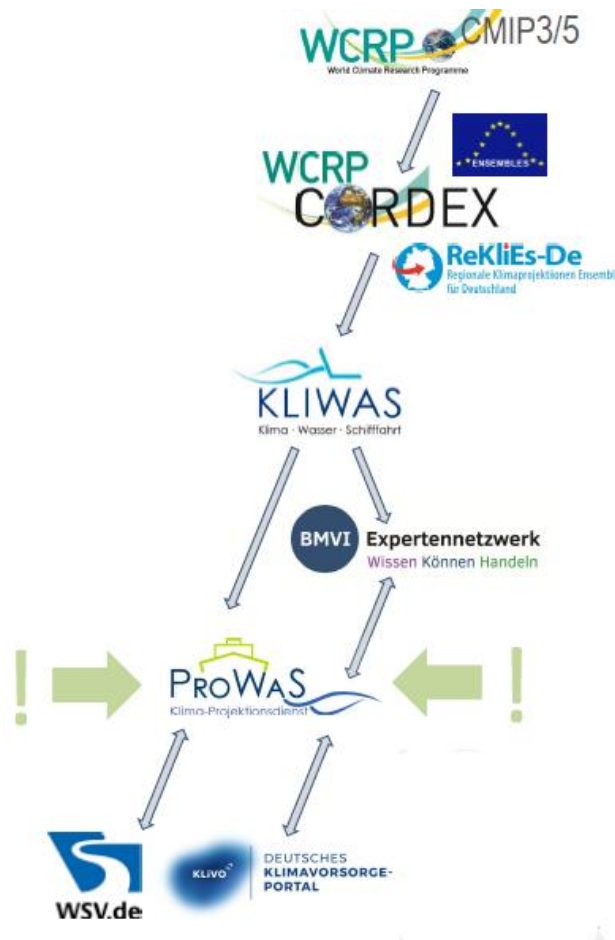 WCRP CMIP3/5
World Climate Research Programme
ENSEMBLES
WCRP
CORDEX
ReKliEs-De
Regionale Klimaprojektionen Ensembl
für Deutschland
KLIWAS
Klima · Wasser · Schifffahrt
BMVI Expertennetzwerk
Wissen Können Handeln
! !
PROWAS
Klima-Projektionsdienst
WSV.de
KLiVO
DEUTSCHES
KLIMAVORSORGE-
PORTAL